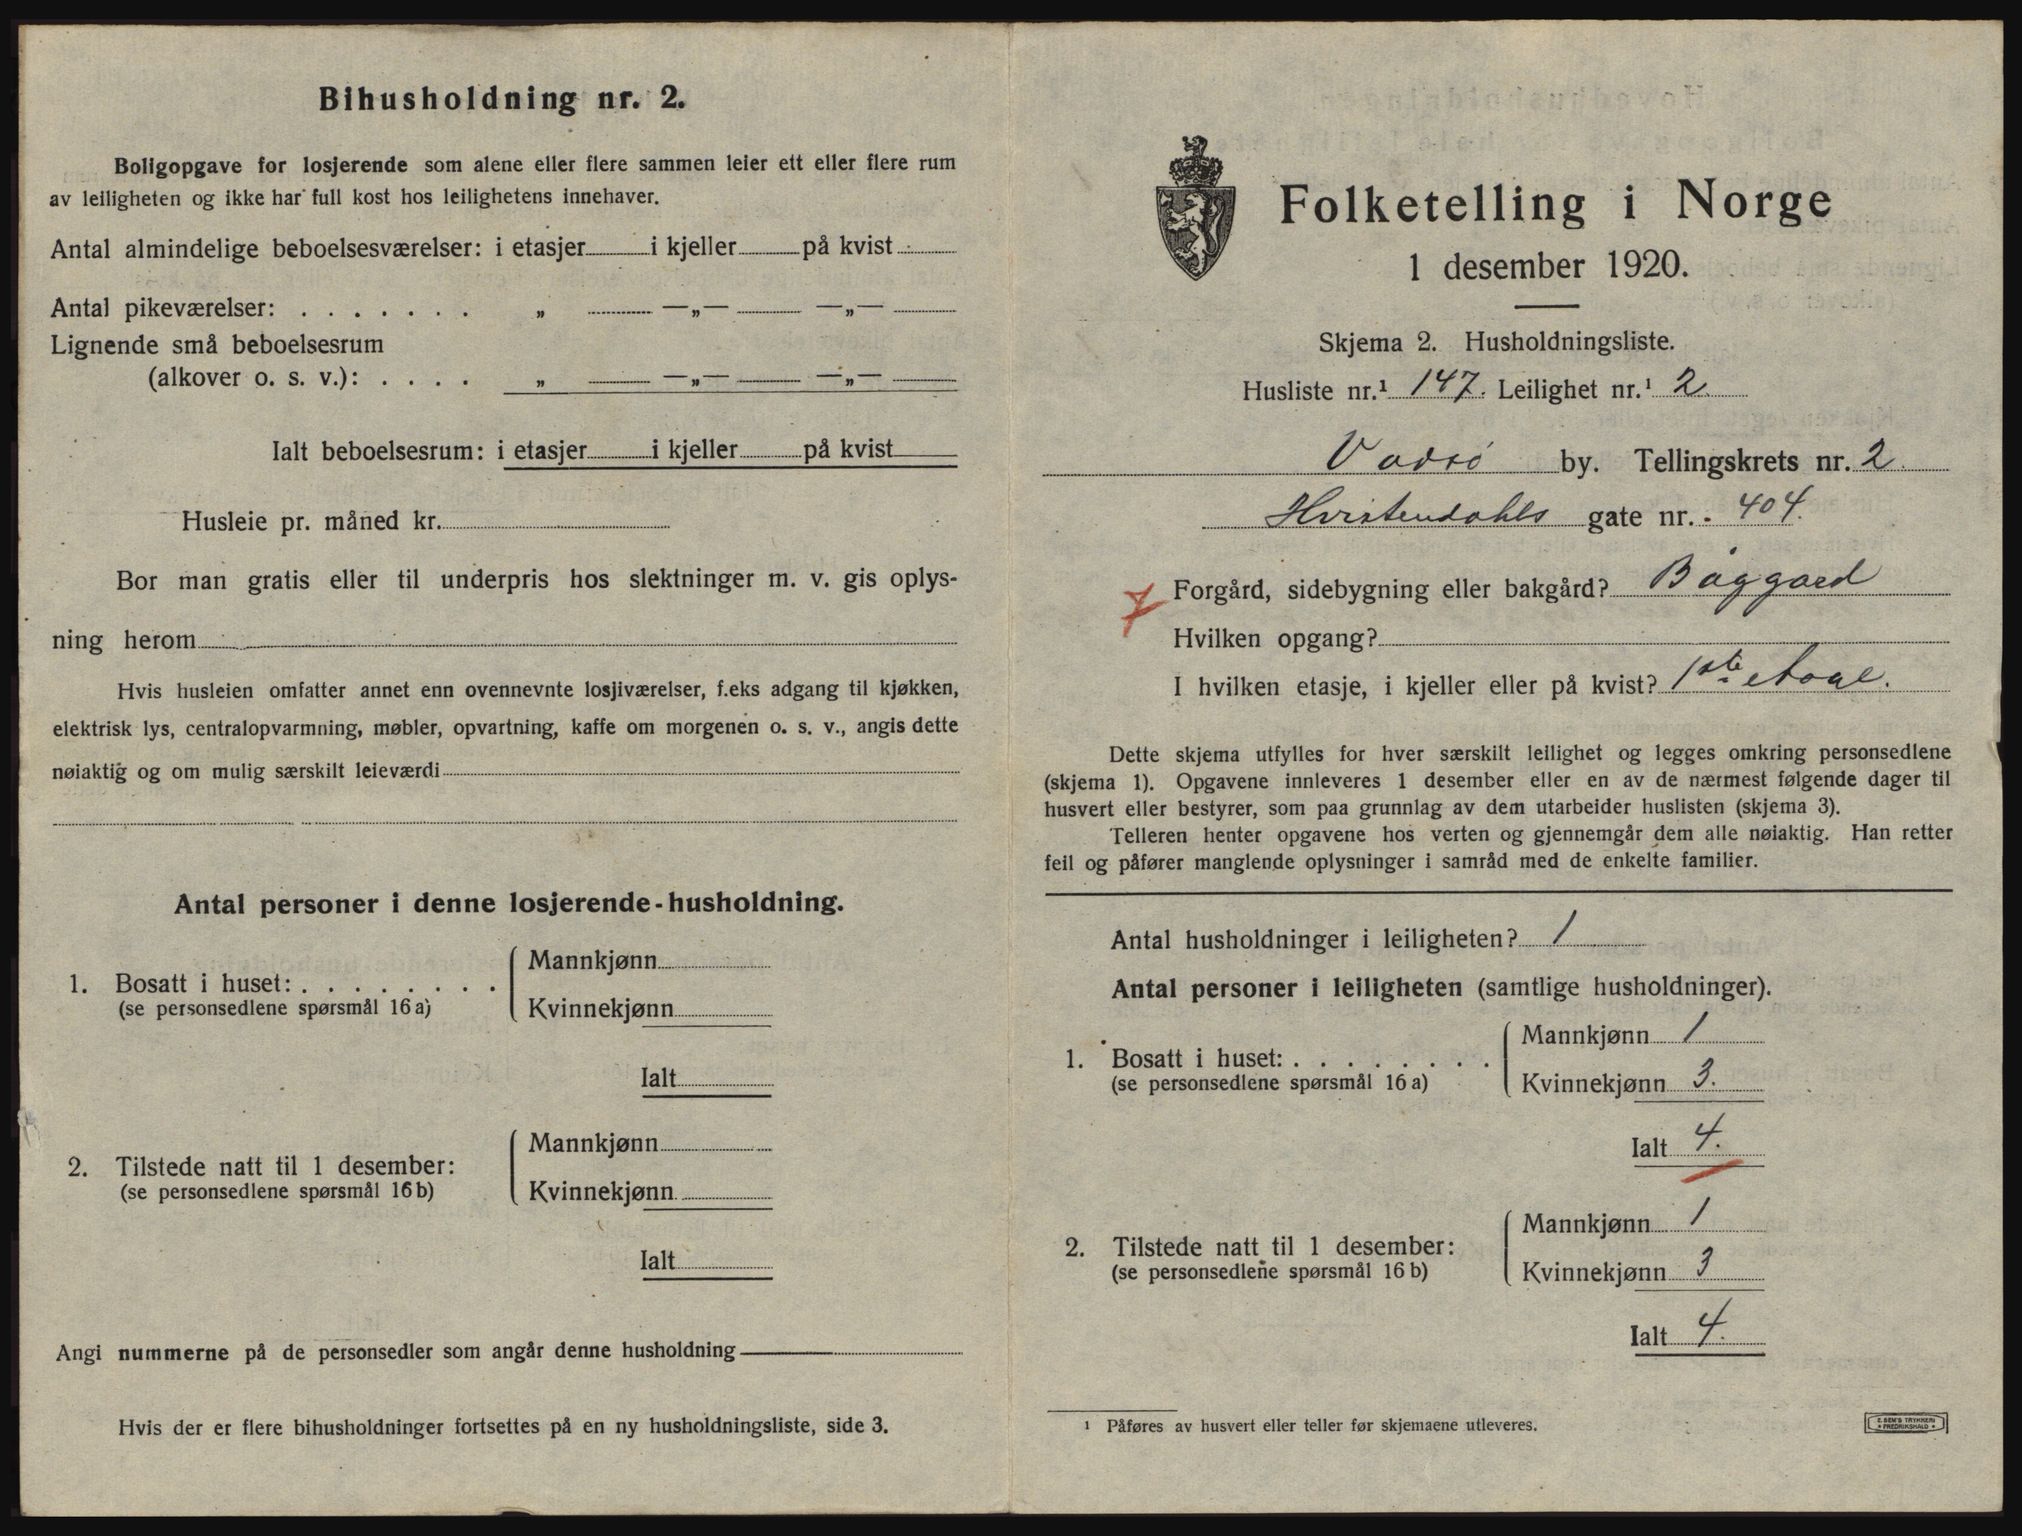 Bihusholdning nr. 2.
Boligopgave for losjerende som alene eller flere sammen leier ett eller flere rum
av leiligheten og ikke har full kost hos leilighetens innehaver.
Antal almindelige beboelsesværelser: i etasjer i kjeller på kvist
Antal pikeværelser: . . . . . . . „ —„— —„—
Lignende små beboelsesrum
(alkover o. s. v.): . . . . „ —„— —„—
Ialt beboelsesrum: i etasjer i kjeller på kvist
Husleie pr. måned kr.
Bor man gratis eller til underpris hos slektninger m. v. gis oplys-
ning herom
Hvis husleien omfatter annet enn ovennevnte losjiværelser, f.eks adgang til kjøkken,
elektrisk lys, centralopvarmning, møbler, opvartning, kaffe om morgenen o. s. v., angis dette
nøiaktig og om mulig særskilt leieværdi
Antal personer i denne losjerende-husholdning.
Mannkjønn
1. Bosatt i huset: . . . . . . . .
(se personsedlene spørsmål 16a)
Kvinnekjønn
Ialt
Mannkjønn
2. Tilstede natt til 1 desember:
(se personsedlene spørsmål 16b)
Kvinnekjønn
Ialt
Angi nummerne på de personsedler som angår denne husholdning
Hvis der er flere bihusholdninger fortsettes på en ny husholdningsliste, side 3.
Folketelling i Norge
1 desember 1920.
Skjema 2. Husholdningsliste.
Husliste nr.¹ 147. Leilighet nr.¹ 2.
Vadsö by. Tellingskrets nr. 2.
Hvistendahls gate nr. 404.
Forgård, sidebygning eller bakgård? Båggard
7
Hvilken opgang?
I hvilken etasje, i kjeller eller på kvist? 1ste etage.
Dette skjema utfylles for hver særskilt leilighet og legges omkring personsedlene
(skjema 1). Opgavene innleveres 1 desember eller en av de nærmest følgende dager til
husvert eller bestyrer, som paa grunnlag av dem utarbeider huslisten (skjema 3).
Telleren henter opgavene hos verten og gjennemgår dem alle nøiaktig. Han retter
feil og påfører manglende oplysninger i samråd med de enkelte familier.
Antal husholdninger i leiligheten? 1
Antal personer i leiligheten (samtlige husholdninger).
Mannkjønn 1
1. Bosatt i huset: . . . . . . . .
(se personsedlene spørsmål 16a)
Kvinnekjønn 3.
Ialt 4.
Mannkjønn 1
2. Tilstede natt til 1 desember:
(se personsedlene spørsmål 16b)
Kvinnekjønn 3
Ialt 4.
¹ Påføres av husvert eller teller før skjemaene utleveres.
E. SEM'S TRYKKERI
• FREDRIKSHALD •